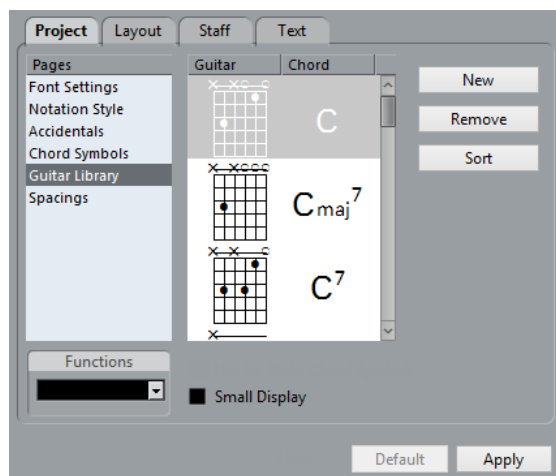 Project Layout Staff Text
Pages
Font Settings
Notation Style
Accidentals
Chord Symbols
Guitar Library
Spacings
Guitar Chord
C
Cmaj7
C7
New
Remove
Sort
Functions
Small Display
Default Apply